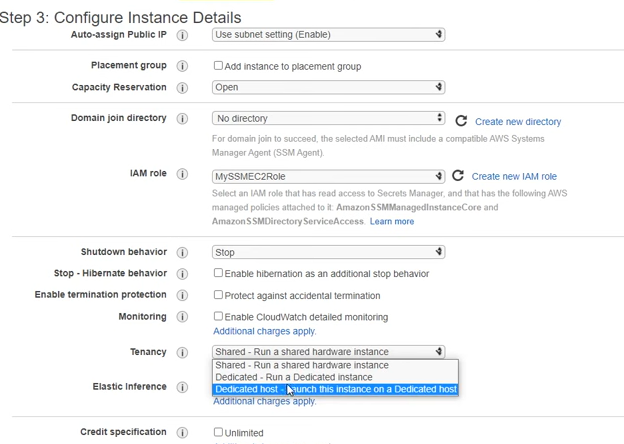 Step 3: Configure Instance Details
Auto-assign Public IP i Use subnet setting (Enable)
Placement group i Add instance to placement group
Capacity Reservation i Open
Domain join directory i No directory Create new directory
For domain join to succeed, the selected AMI must include a compatible AWS Systems
Manager Agent (SSM Agent).
IAM role i MySSMEC2Role Create new IAM role
Select an IAM role that has read access to Secrets Manager, and that has the following AWS
managed policies attached to it: AmazonSSMManagedInstanceCore and
AmazonSSMDirectoryServiceAccess. Learn more
Shutdown behavior i Stop
Stop - Hibernate behavior i Enable hibernation as an additional stop behavior
Enable termination protection i Protect against accidental termination
Monitoring i Enable CloudWatch detailed monitoring
Additional charges apply.
Tenancy i Shared - Run a shared hardware instance
Shared - Run a shared hardware instance
Dedicated - Run a Dedicated instance
Elastic Inference i Dedicated host - Launch this instance on a Dedicated host
Additional charges apply.
Credit specification i Unlimited